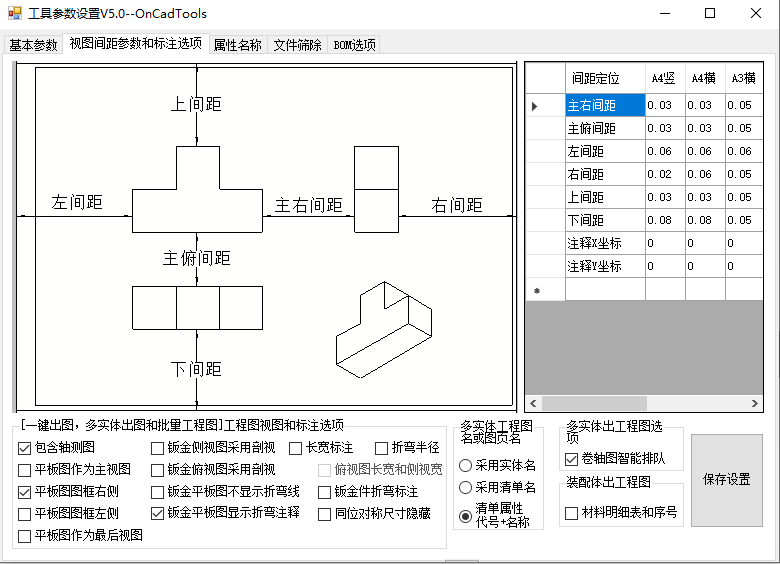 工具参数设置V5.0--OnCadTools
基本参数 视图间距参数和标注选项 属性名称 文件筛除 BOM选项
上间距
左间距
主右间距
右间距
主俯间距
下间距
间距定位 A4竖 A4横 A3横
主右间距 0.03 0.03 0.05
主俯间距 0.03 0.03 0.05
左间距 0.06 0.06 0.06
右间距 0.02 0.06 0.05
上间距 0.03 0.03 0.05
下间距 0.08 0.08 0.05
注释X坐标 0 0 0
注释Y坐标 0 0 0
[一键出图，多实体出图和批量工程图]工程图视图和标注选项
包含轴测图 钣金侧视图采用剖视 长宽标注 折弯半径
平板图作为主视图 钣金俯视图采用剖视 俯视图长宽和侧视宽
平板图图框右侧 钣金平板图不显示折弯线 钣金件折弯标注
平板图图框左侧 钣金平板图显示折弯注释 同位对称尺寸隐藏
平板图作为最后视图
多实体工程图
名或图页名
采用实体名
采用清单名
清单属性
代号+名称
多实体出工程图选
项
卷轴图智能排队
装配体出工程图
材料明细表和序号
保存设置